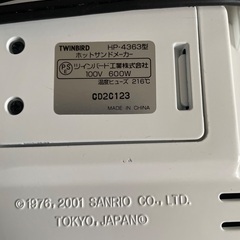 TWINBIRD HP-4363型
ホットサンドメーカー
PSE ツインバード工業株式会社
100V 600W
温度ヒューズ 216℃
CD2C123
MADE IN CHINA
©1976, 2001 SANRIO CO., LTD.
TOKYO, JAPAN®